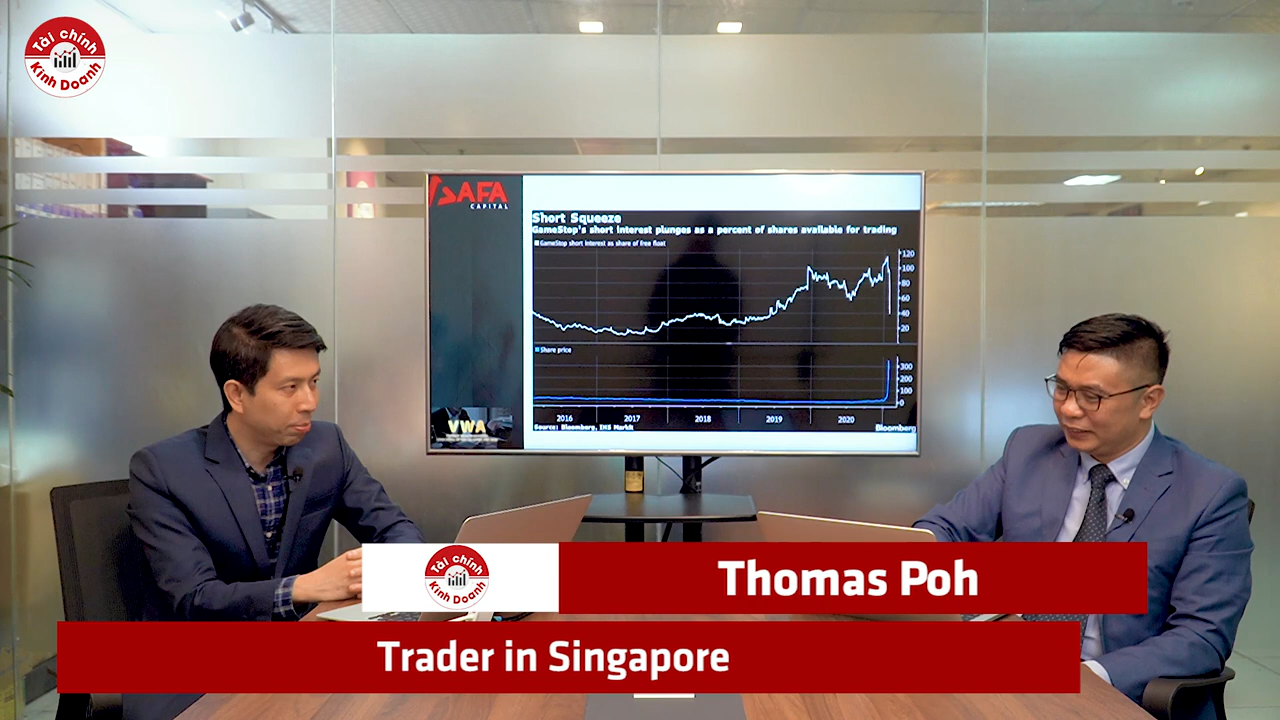 Tài chính
Kinh Doanh
AFA
CAPITAL
Short Squeeze
GameStop's short interest plunges as a percent of shares available for trading
GameStop short interest as share of free float
120
100
80
60
40
20
Share price
300
200
100
0
2016 2017 2018 2019 2020
Source: Bloomberg, IHS Markit
Bloomberg
VWA
Tài chính
Kinh Doanh
Thomas Poh
Trader in Singapore